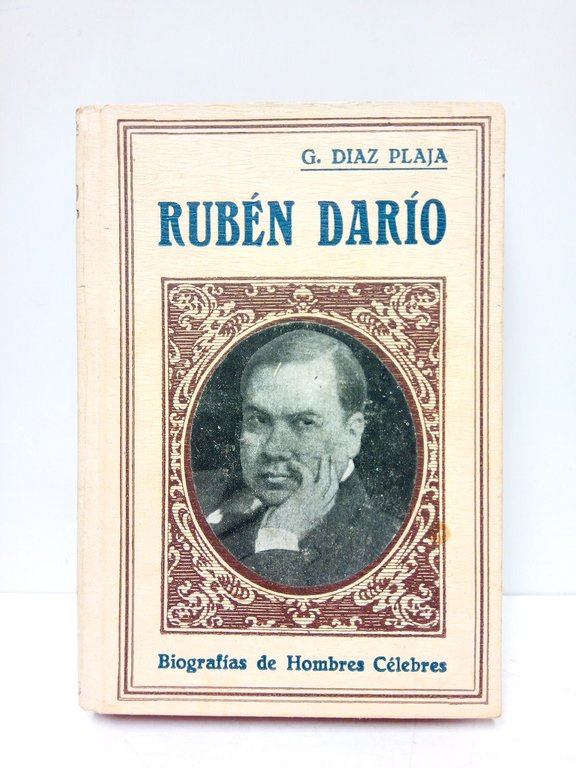 G. DIAZ PLAJA
RUBÉN DARÍO
Biografías de Hombres Célebres